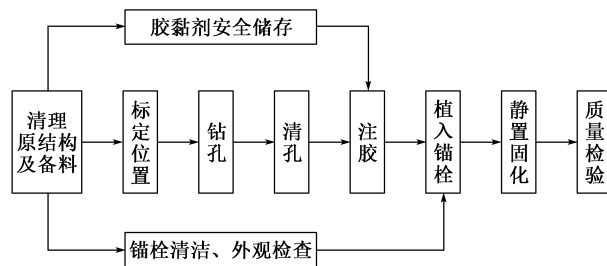 胶黏剂安全储存
清理
原结构
及备料
标定位置
钻孔
清孔
注胶
植入锚栓
静置固化
质量检验
锚栓清洁、外观检查